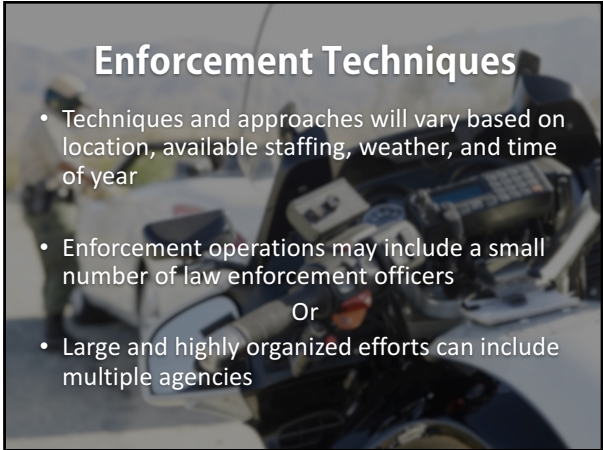 Enforcement Techniques
• Techniques and approaches will vary based on
location, available staffing, weather, and time
of year
• Enforcement operations may include a small
number of law enforcement officers
Or
• Large and highly organized efforts can include
multiple agencies